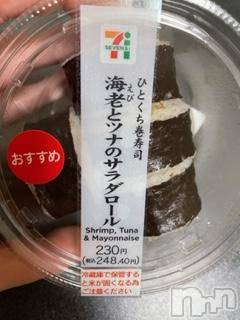 7
SEVEN & i
ひとくち巻寿司
海老とツナのサラダロール
えび
Shrimp, Tuna
& Mayonnaise
230円
(税込248.40円)
冷蔵庫で保管する
と米が固くなる為
ご注意ください
おすすめ